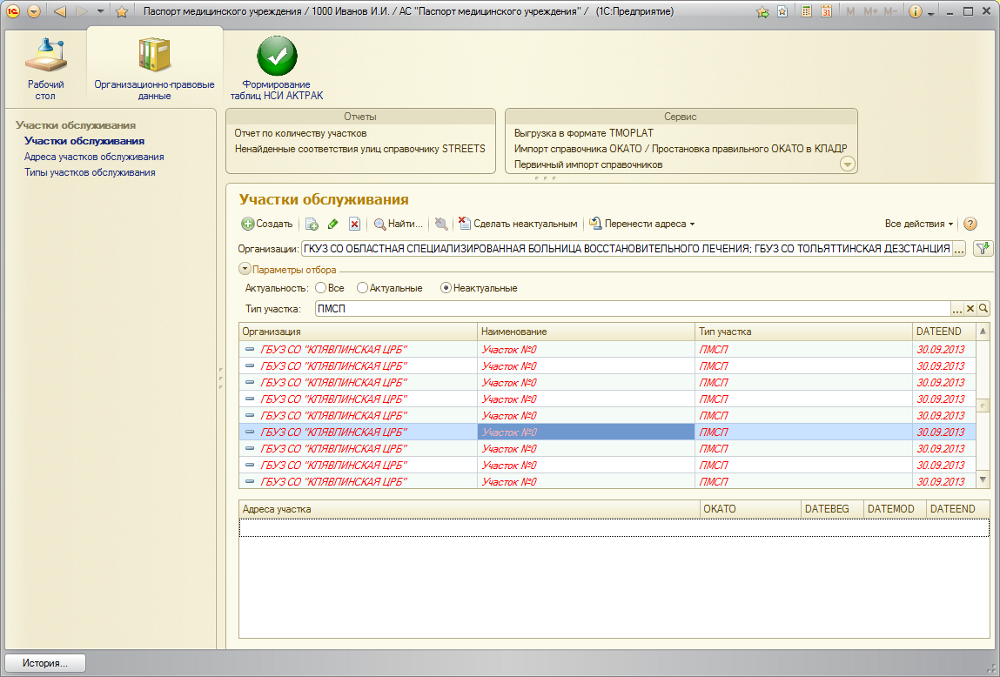 Паспорт медицинского учреждения / 1000 Иванов И.И. / АС "Паспорт медицинского учреждения" / (1С:Предприятие)
31 M M+ M-
Рабочий
стол
Организационно-правовые
данные
Формирование
таблиц НСИ АКТРАК
Участки обслуживания
Участки обслуживания
Адреса участков обслуживания
Типы участков обслуживания
Отчеты
Отчет по количеству участков
Ненайденные соответствия улиц справочнику STREETS
Сервис
Выгрузка в формате TMOPLAT
Импорт справочника ОКАТО / Простановка правильного ОКАТО в КЛАДР
Первичный импорт справочников
Участки обслуживания
Создать Найти... Сделать неактуальным Перенести адреса Все действия ?
Организации: ГКУЗ СО ОБЛАСТНАЯ СПЕЦИАЛИЗИРОВАННАЯ БОЛЬНИЦА ВОССТАНОВИТЕЛЬНОГО ЛЕЧЕНИЯ; ГБУЗ СО ТОЛЬЯТТИНСКАЯ ДЕЗСТАНЦИЯ ...
Параметры отбора
Актуальность: Все Актуальные Неактуальные
Тип участка: ПМСП ...
Организация Наименование Тип участка DATEEND
ГБУЗ СО "КЛЯВЛИНСКАЯ ЦРБ" Участок №0 ПМСП 30.09.2013
ГБУЗ СО "КЛЯВЛИНСКАЯ ЦРБ" Участок №0 ПМСП 30.09.2013
ГБУЗ СО "КЛЯВЛИНСКАЯ ЦРБ" Участок №0 ПМСП 30.09.2013
ГБУЗ СО "КЛЯВЛИНСКАЯ ЦРБ" Участок №0 ПМСП 30.09.2013
ГБУЗ СО "КЛЯВЛИНСКАЯ ЦРБ" Участок №0 ПМСП 30.09.2013
ГБУЗ СО "КЛЯВЛИНСКАЯ ЦРБ" Участок №0 ПМСП 30.09.2013
ГБУЗ СО "КЛЯВЛИНСКАЯ ЦРБ" Участок №0 ПМСП 30.09.2013
ГБУЗ СО "КЛЯВЛИНСКАЯ ЦРБ" Участок №0 ПМСП 30.09.2013
ГБУЗ СО "КЛЯВЛИНСКАЯ ЦРБ" Участок №0 ПМСП 30.09.2013
Адреса участка ОКАТО DATEBEG DATEMOD DATEEND
История...